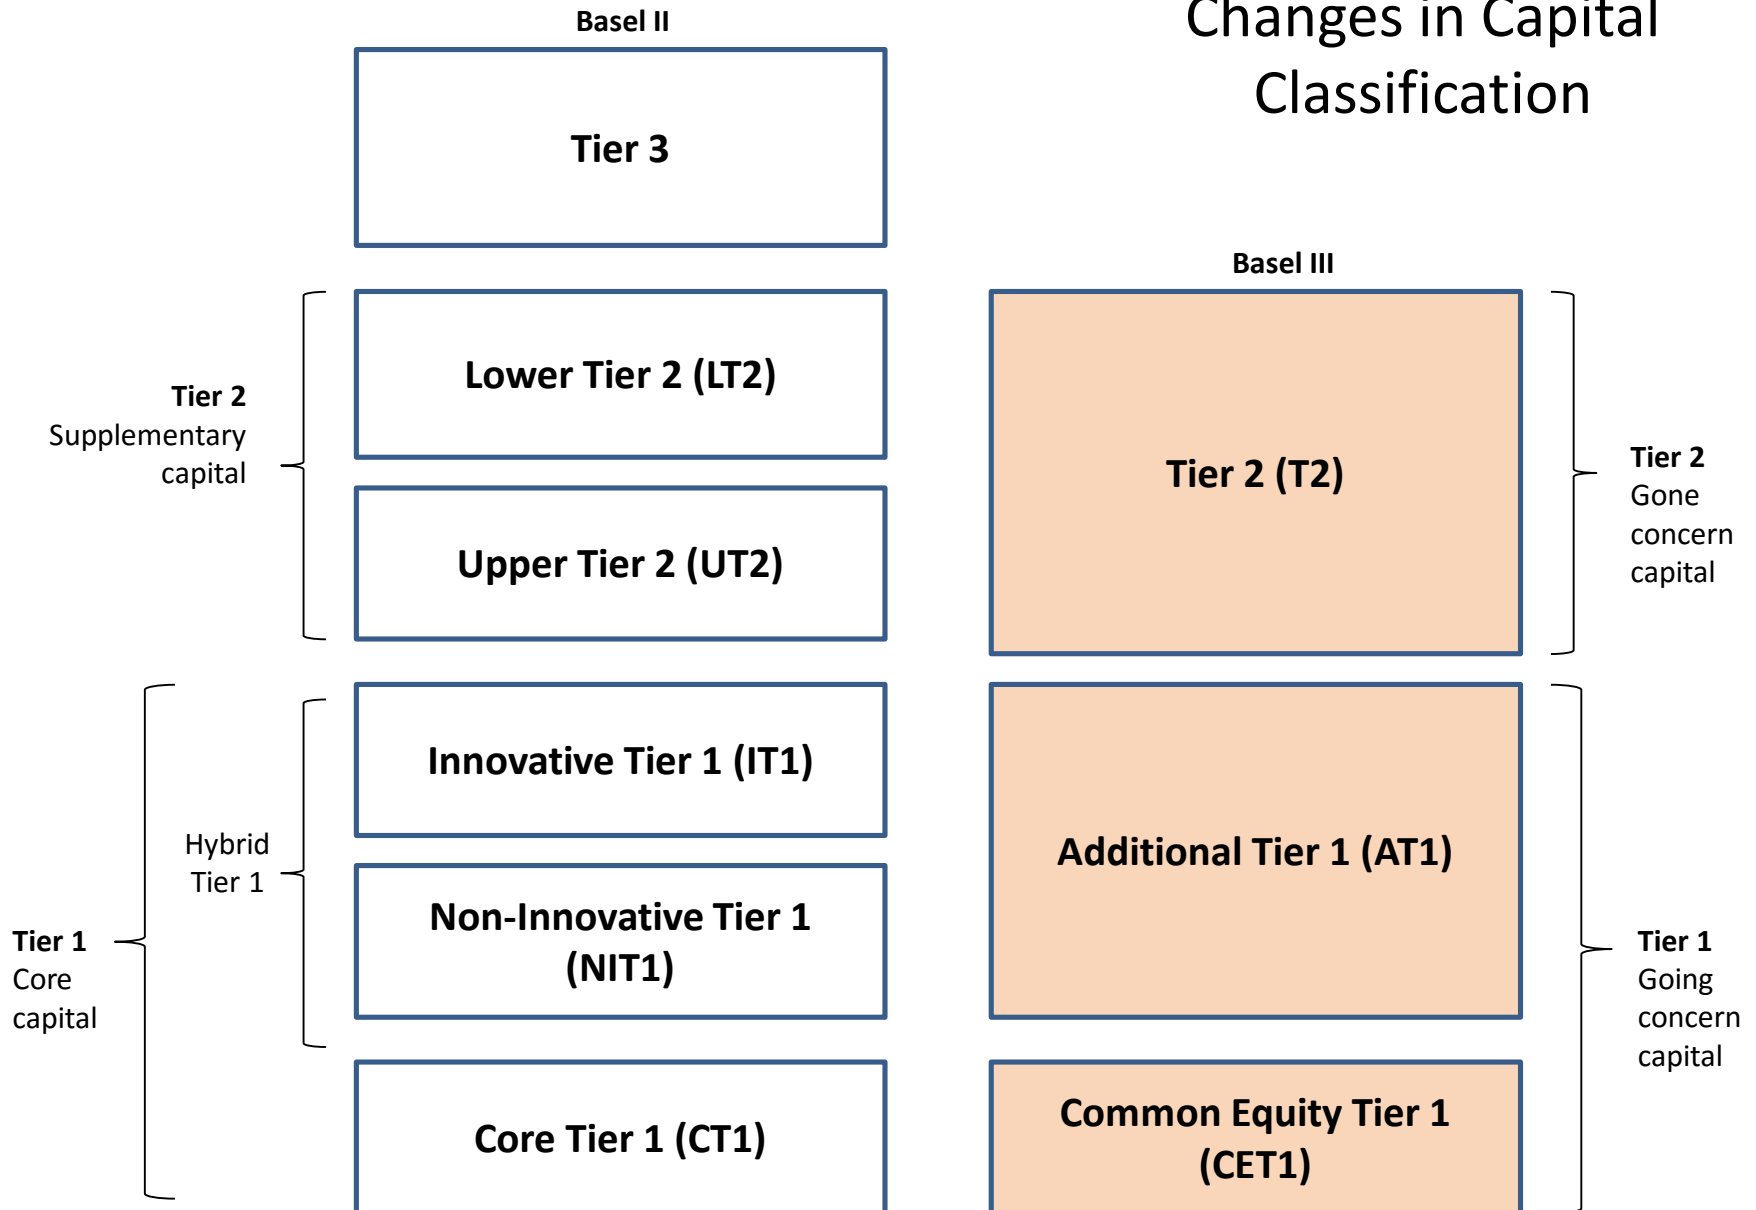 Changes in Capital
Classification
Basel II
Tier 3
Lower Tier 2 (LT2)
Upper Tier 2 (UT2)
Tier 2
Supplementary
capital
Innovative Tier 1 (IT1)
Non-Innovative Tier 1
(NIT1)
Hybrid
Tier 1
Core Tier 1 (CT1)
Tier 1
Core
capital
Basel III
Tier 2 (T2)
Tier 2
Gone
concern
capital
Additional Tier 1 (AT1)
Common Equity Tier 1
(CET1)
Tier 1
Going
concern
capital